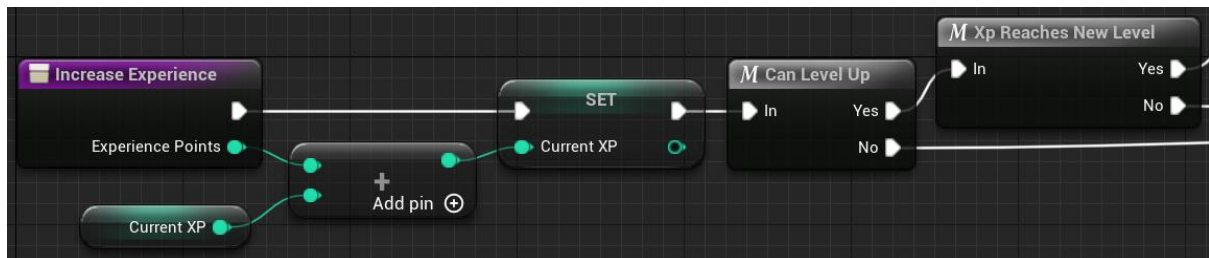 Increase Experience
Experience Points
Current XP
+
Add pin
SET
Current XP
M Can Level Up
In
Yes
No
M Xp Reaches New Level
In
Yes
No